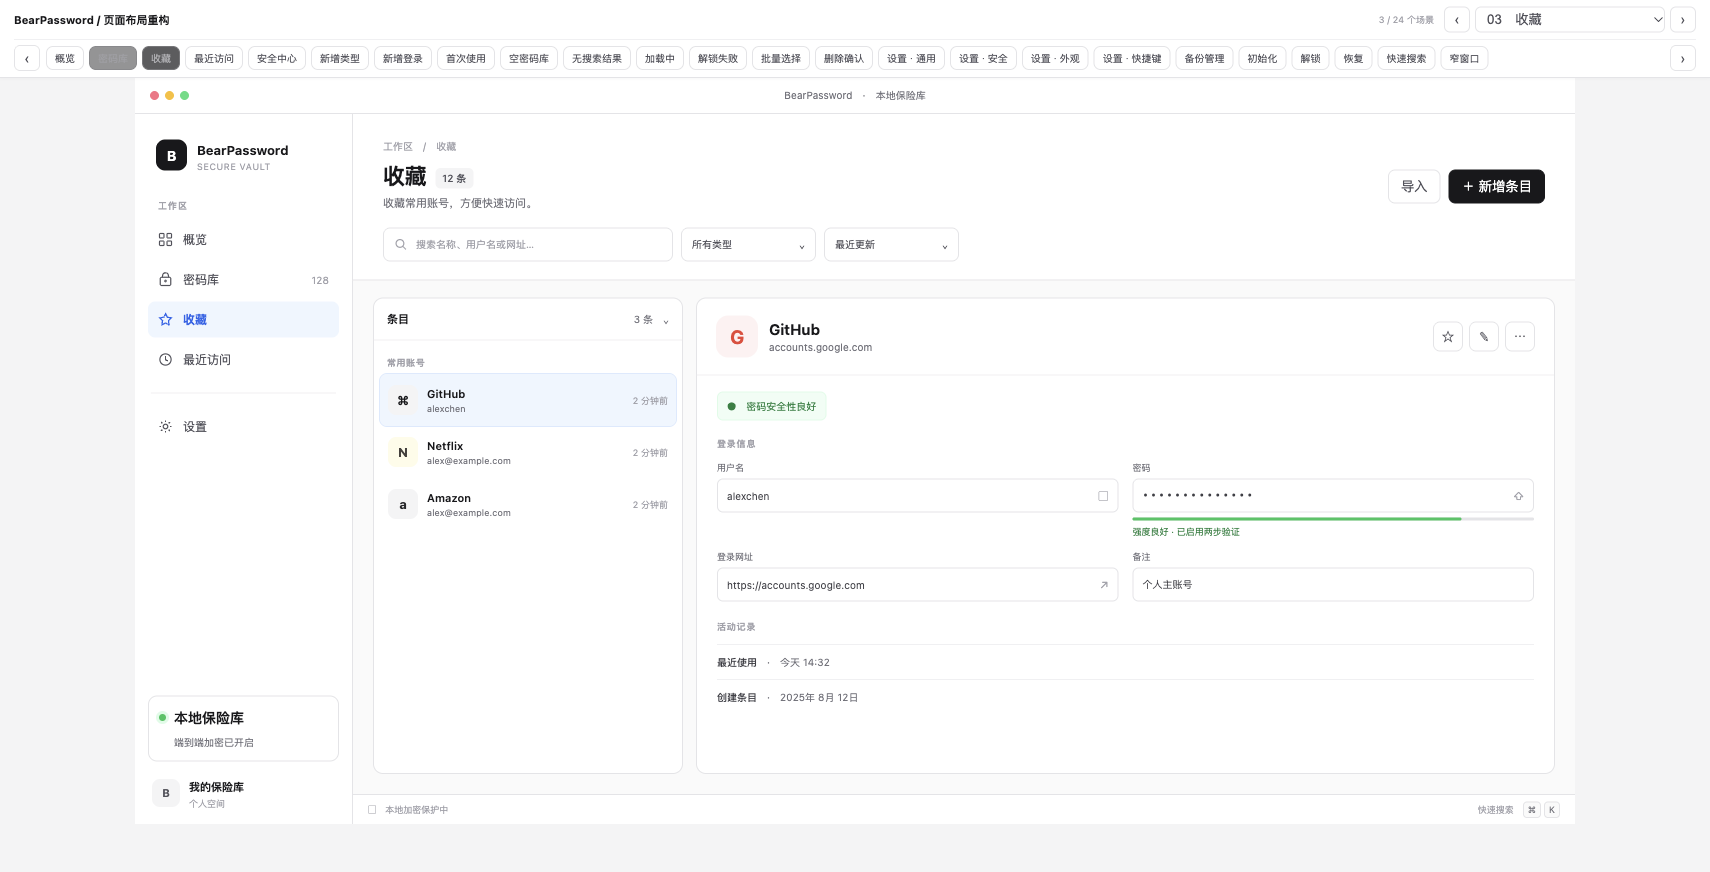 BearPassword / 页面布局重构
3 / 24 个场景
‹
03 收藏
›
‹
概览
密码库
收藏
最近访问
安全中心
新增类型
新增登录
首次使用
空密码库
无搜索结果
加载中
解锁失败
批量选择
删除确认
设置 · 通用
设置 · 安全
设置 · 外观
设置 · 快捷键
备份管理
初始化
解锁
恢复
快速搜索
窄窗口
›
BearPassword · 本地保险库
B
BearPassword
SECURE VAULT
工作区
概览
密码库 128
收藏
最近访问
设置
本地保险库
端到端加密已开启
B
我的保险库
个人空间
工作区 / 收藏
收藏 12 条
收藏常用账号，方便快速访问。
导入
+ 新增条目
搜索名称、用户名或网址...
所有类型
最近更新
条目 3 条
常用账号
⌘
GitHub
alexchen
2 分钟前
N
Netflix
alex@example.com
2 分钟前
a
Amazon
alex@example.com
2 分钟前
G
GitHub
accounts.google.com
密码安全性良好
登录信息
用户名
alexchen
密码
••••••••••••••
强度良好 · 已启用两步验证
登录网址
https://accounts.google.com
备注
个人主账号
活动记录
最近使用 · 今天 14:32
创建条目 · 2025年 8月 12日
本地加密保护中
快速搜索 ⌘ K